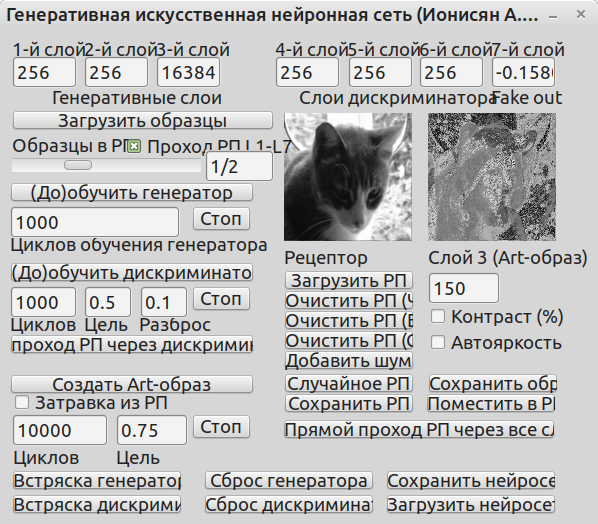 Генеративная искусственная нейронная сеть (Ионисян А....
1-й слой 2-й слой 3-й слой 4-й слой 5-й слой 6-й слой 7-й слой
256 256 16384 256 256 256 -0.158
Генеративные слои Слои дискриминатора Fake out
Загрузить образцы
Образцы в РП Проход РП L1-L7
1/2
(До)обучить генератор
1000 Стоп
Циклов обучения генератора
(До)обучить дискриминато
1000 0.5 0.1 Стоп
Циклов Цель Разброс
проход РП через дискримин
Создать Art-образ
Затравка из РП
10000 0.75 Стоп
Циклов Цель
Рецептор
Загрузить РП
Очистить РП (Ч
Очистить РП (
Очистить РП (
Добавить шум
Случайное РП
Сохранить РП
Слой 3 (Art-образ)
150
Контраст (%)
Автояркость
Сохранить обр
Поместить в РП
Прямой проход РП через все сл
Встряска генератор Сброс генератора Сохранить нейросе
Встряска дискрими Сброс дискримина Загрузить нейросет